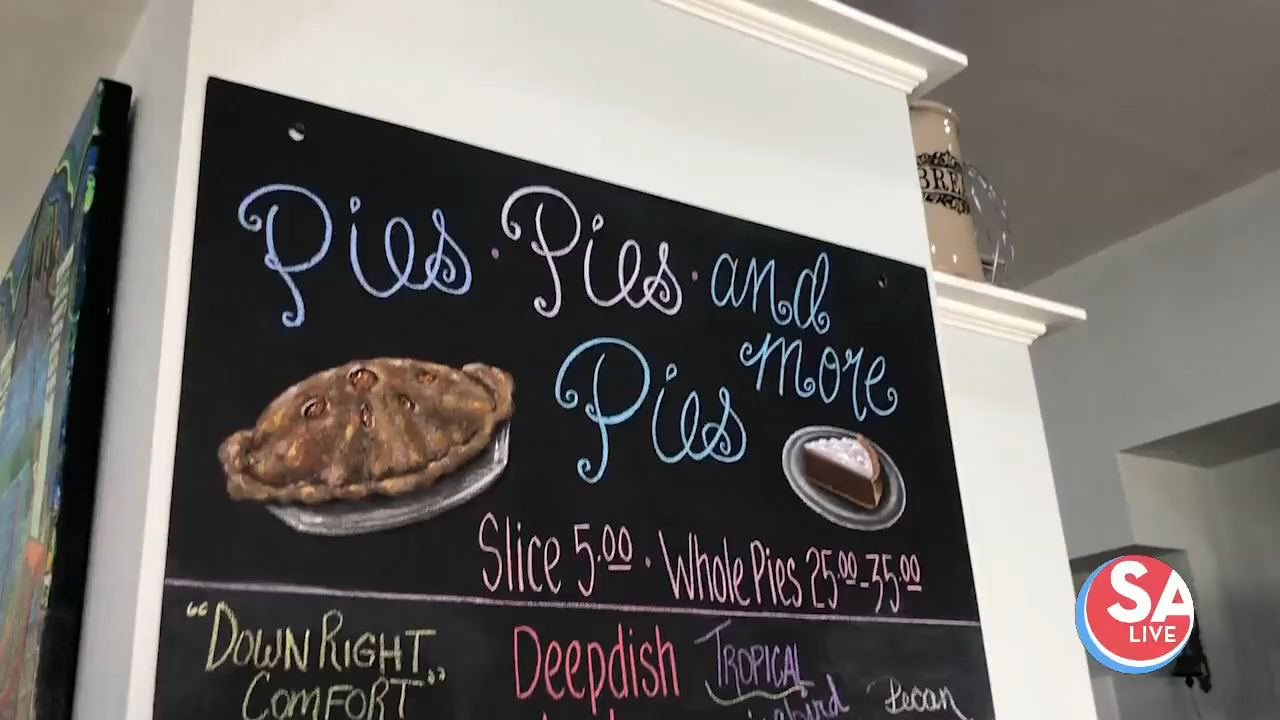 Pies · Pies · and
more
Pies
Slice 5.00 · Whole Pies 25.00-35.00
"DOWN RIGHT
COMFORT"
Deepdish
TROPICAL
Pecan
BRE
SA
LIVE